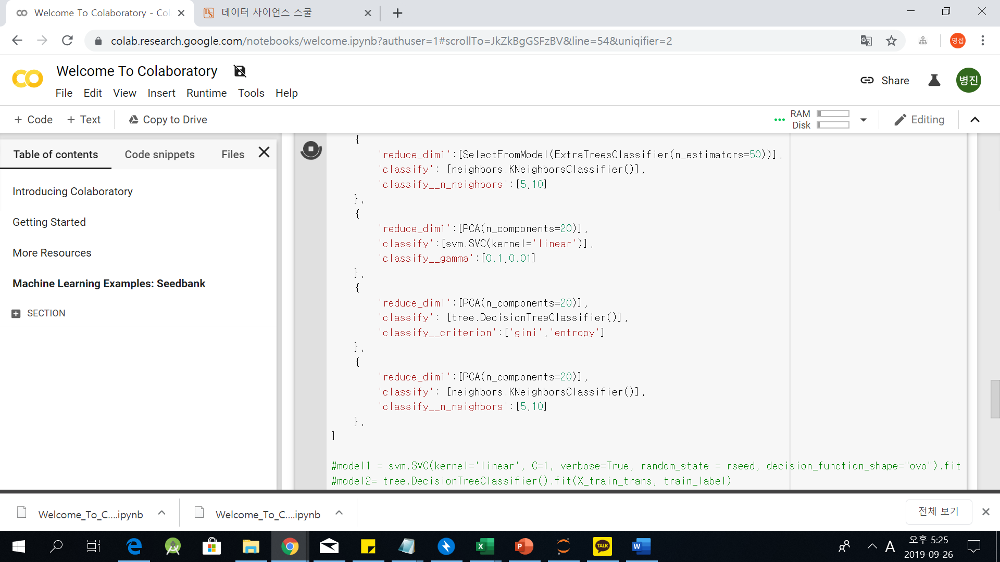 Welcome To Colaboratory - Col
데이터 사이언스 스쿨
colab.research.google.com/notebooks/welcome.ipynb?authuser=1#scrollTo=JkZkBgGSFzBV&line=54&uniqifier=2
명섭
Welcome To Colaboratory
Share
병진
File Edit View Insert Runtime Tools Help
+ Code + Text Copy to Drive
RAM
Disk
Editing
Table of contents Code snippets Files
Introducing Colaboratory
Getting Started
More Resources
Machine Learning Examples: Seedbank
SECTION
{
'reduce_dim1':[SelectFromModel(ExtraTreesClassifier(n_estimators=50))],
'classify': [neighbors.KNeighborsClassifier()],
'classify__n_neighbors':[5,10]
},
{
'reduce_dim1':[PCA(n_components=20)],
'classify':[svm.SVC(kernel='linear')],
'classify__gamma':[0.1,0.01]
},
{
'reduce_dim1':[PCA(n_components=20)],
'classify': [tree.DecisionTreeClassifier()],
'classify__criterion':['gini','entropy']
},
{
'reduce_dim1':[PCA(n_components=20)],
'classify': [neighbors.KNeighborsClassifier()],
'classify__n_neighbors':[5,10]
},
]
#model1 = svm.SVC(kernel='linear', C=1, verbose=True, random_state = rseed, decision_function_shape="ovo").fit
#model2= tree.DecisionTreeClassifier().fit(X_train_trans, train_label)
Welcome_To_C....ipynb
Welcome_To_C....ipynb
전체 보기
TALK
A
오후 5:25
2019-09-26